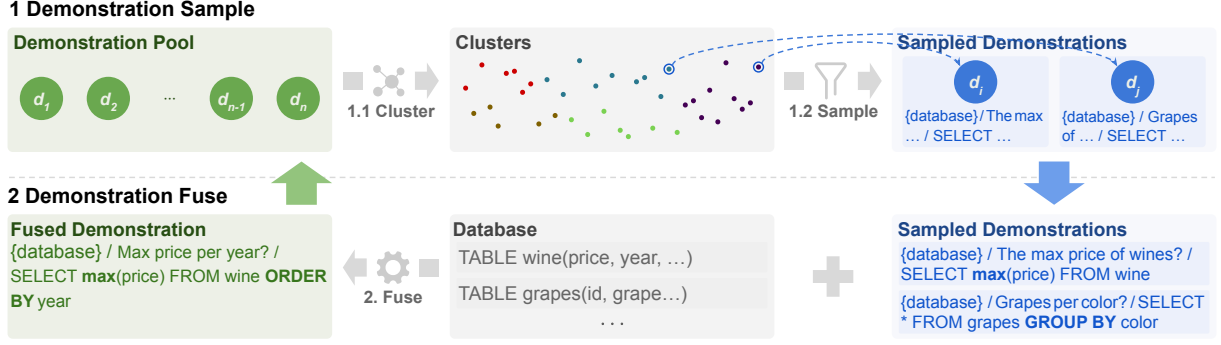 1 Demonstration Sample
Demonstration Pool
d1
d2
...
dn-1
dn
1.1 Cluster
Clusters
1.2 Sample
Sampled Demonstrations
di
{database} / The max
... / SELECT ...
dj
{database} / Grapes
of ... / SELECT ...
2 Demonstration Fuse
Fused Demonstration
{database} / Max price per year? /
SELECT max(price) FROM wine ORDER
BY year
2. Fuse
Database
TABLE wine(price, year, ...)
TABLE grapes(id, grape...)
...
Sampled Demonstrations
{database} / The max price of wines? /
SELECT max(price) FROM wine
{database} / Grapes per color? / SELECT
* FROM grapes GROUP BY color